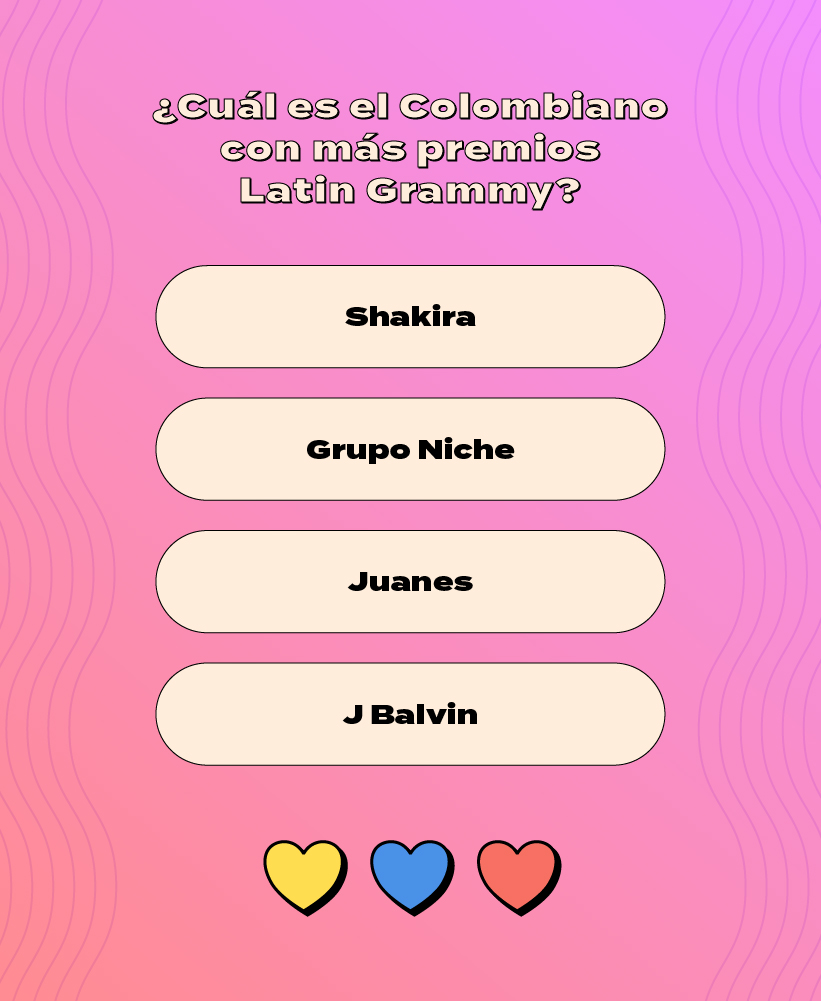 ¿Cuál es el Colombiano
con más premios
Latin Grammy?
Shakira
Grupo Niche
Juanes
J Balvin